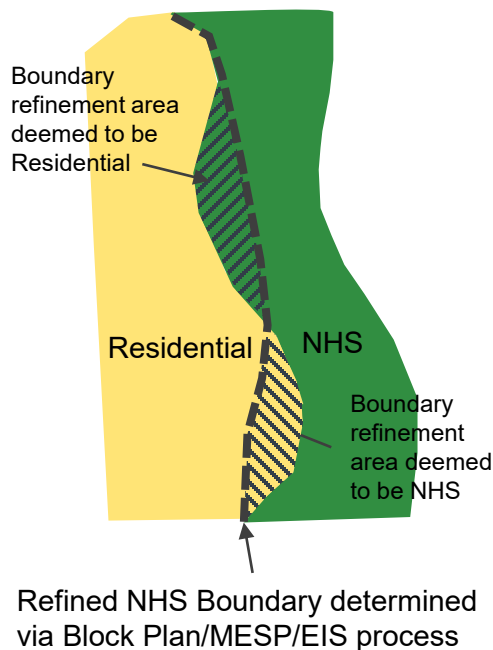 Boundary
refinement area
deemed to be
Residential
Residential
NHS
Boundary
refinement
area deemed
to be NHS
Refined NHS Boundary determined
via Block Plan/MESP/EIS process